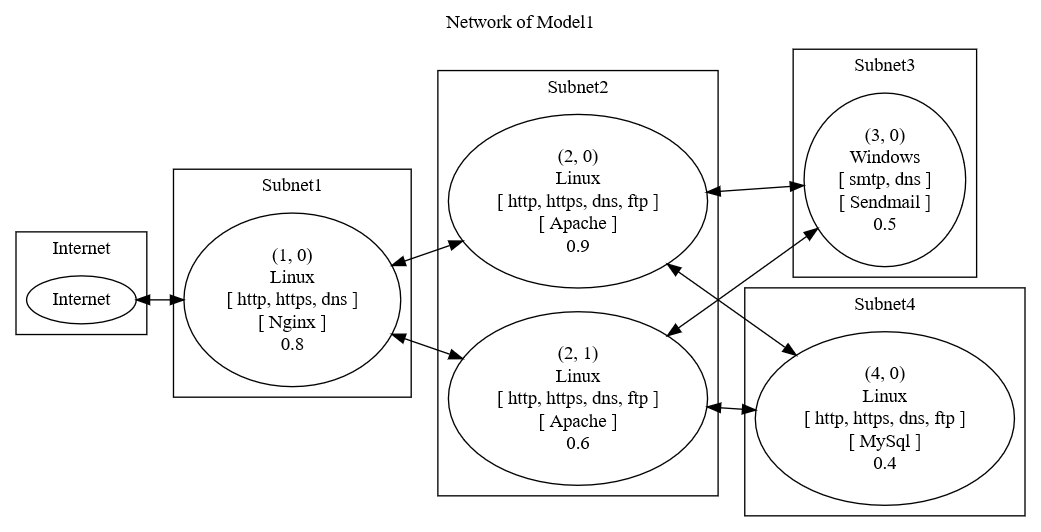 Network of Model1
Internet
Internet
Subnet1
(1, 0)
Linux
[ http, https, dns ]
[ Nginx ]
0.8
Subnet2
(2, 0)
Linux
[ http, https, dns, ftp ]
[ Apache ]
0.9
(2, 1)
Linux
[ http, https, dns, ftp ]
[ Apache ]
0.6
Subnet3
(3, 0)
Windows
[ smtp, dns ]
[ Sendmail ]
0.5
Subnet4
(4, 0)
Linux
[ http, https, dns, ftp ]
[ MySql ]
0.4